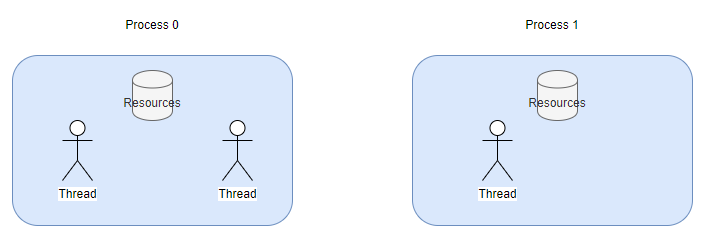 Process 0
Process 1
Resources
Resources
Thread
Thread
Thread